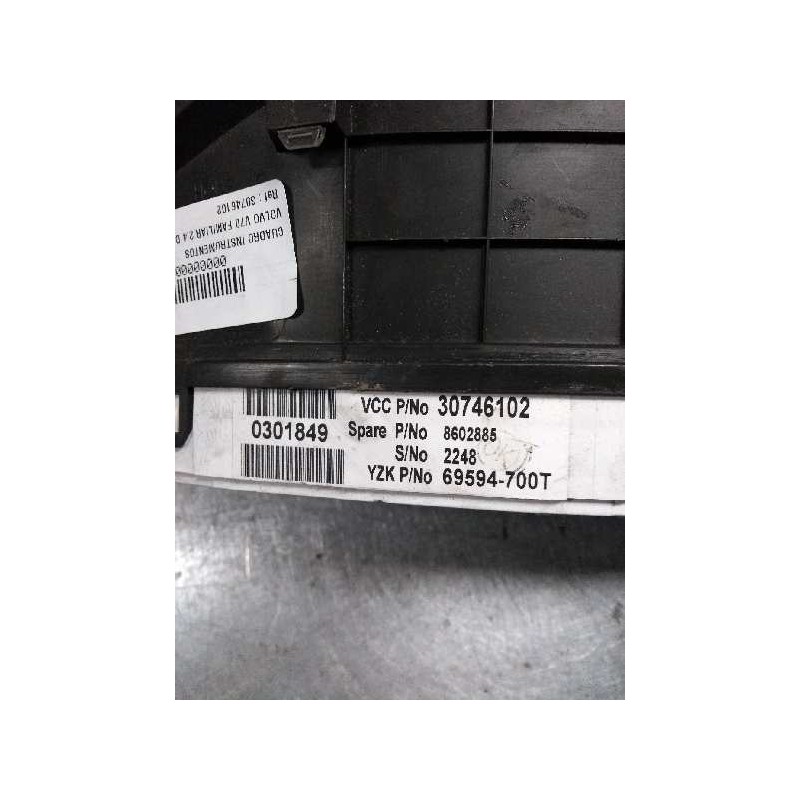 CUADRO INSTRUMENTOS
VOLVO V70 FAMILIAR 2.4 D
Ref.: 30746102
VCC P/No 30746102
0301849
Spare P/No 8602885
S/No 2248
YZK P/No 69594-700T